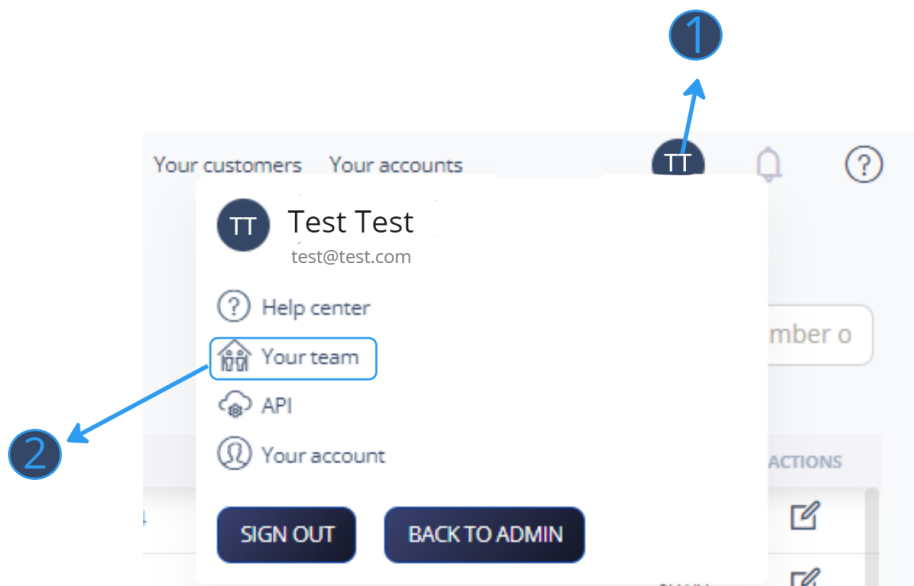 1
Your customers Your accounts TT ?
TT Test Test
test@test.com
? Help center
Your team
mber o
API
2
Your account
ACTIONS
SIGN OUT BACK TO ADMIN